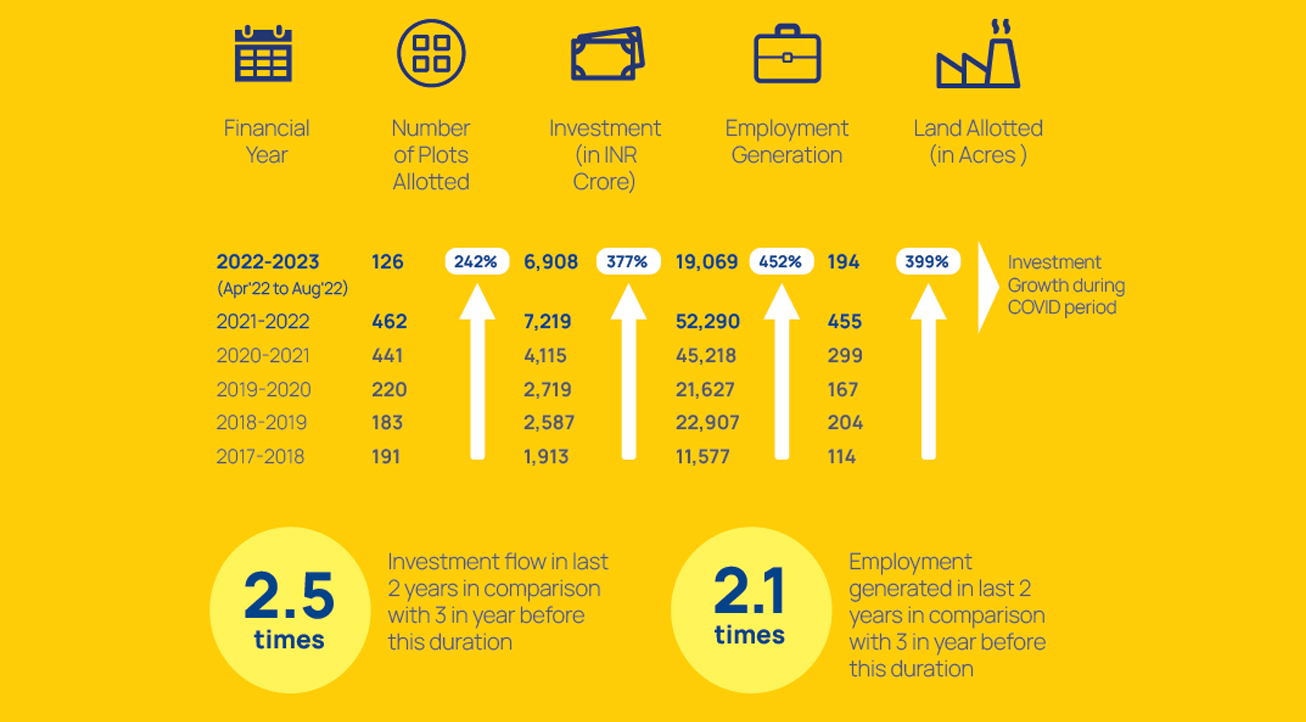 Financial
Year
Number
of Plots
Allotted
Investment
(in INR
Crore)
Employment
Generation
Land Allotted
(in Acres )
2022-2023 126 242% 6,908 377% 19,069 452% 194 399%
(Apr'22 to Aug'22)
Investment
Growth during
COVID period
2021-2022 462 7,219 52,290 455
2020-2021 441 4,115 45,218 299
2019-2020 220 2,719 21,627 167
2018-2019 183 2,587 22,907 204
2017-2018 191 1,913 11,577 114
2.5
times
Investment flow in last
2 years in comparison
with 3 in year before
this duration
2.1
times
Employment
generated in last 2
years in comparison
with 3 in year before
this duration